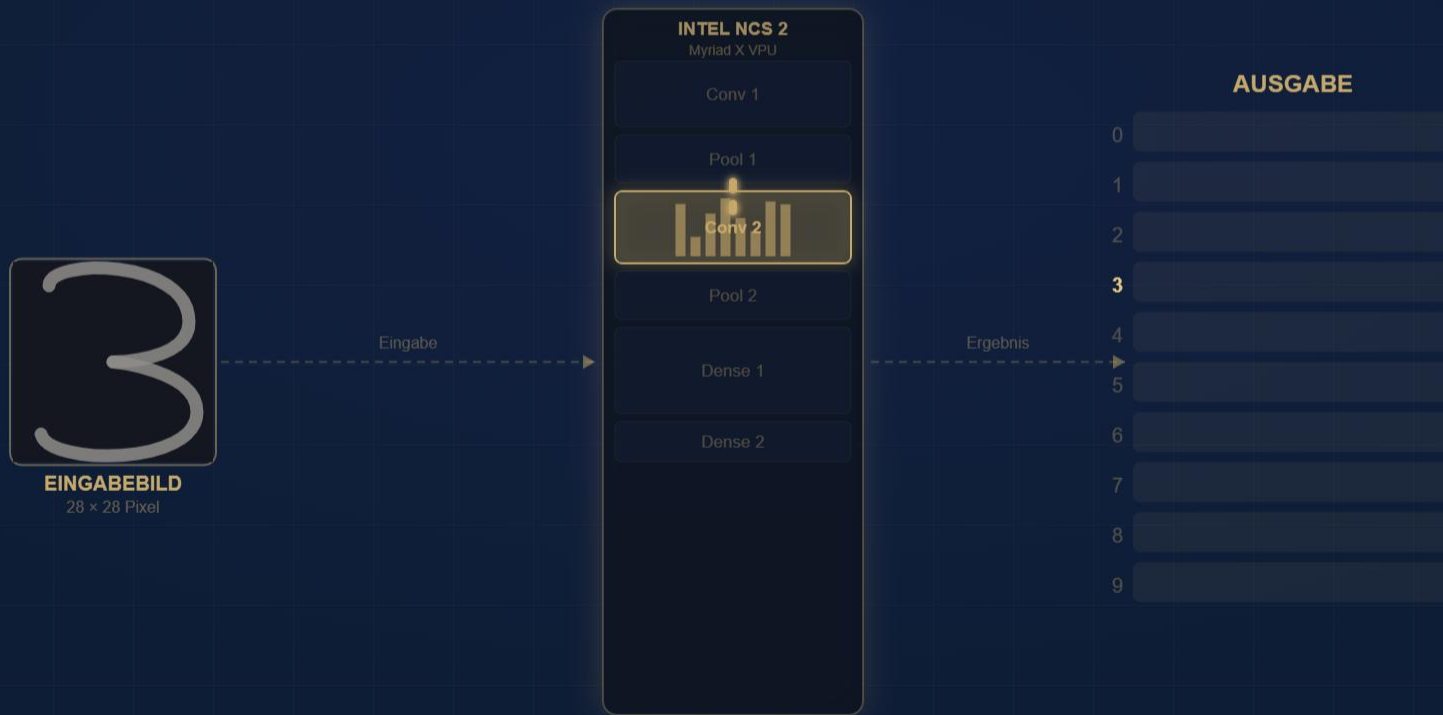 INTEL NCS 2
Myriad X VPU
Conv 1
Pool 1
Conv 2
Pool 2
Dense 1
Dense 2
3
EINGABEBILD
28 × 28 Pixel
Eingabe
Ergebnis
AUSGABE
0
1
2
3
4
5
6
7
8
9